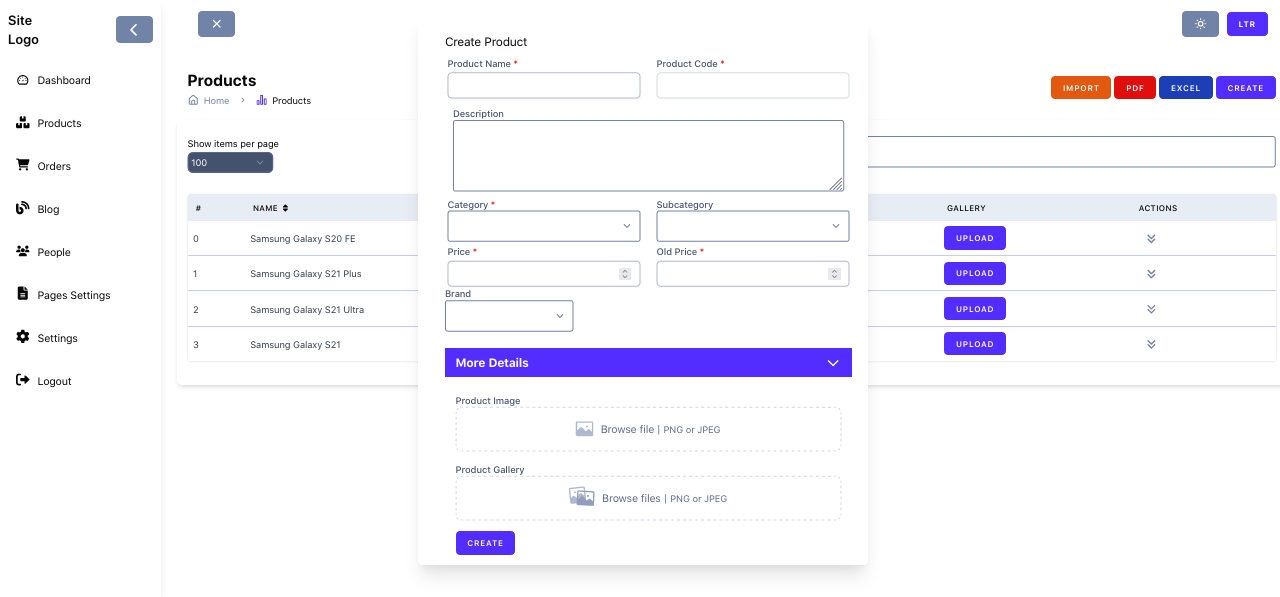 Site
Logo
Dashboard
Products
Orders
Blog
People
Pages Settings
Settings
Logout
LTR
Products
Home
Products
IMPORT
PDF
EXCEL
CREATE
Show items per page
100
# NAME GALLERY ACTIONS
0 Samsung Galaxy S20 FE UPLOAD
1 Samsung Galaxy S21 Plus UPLOAD
2 Samsung Galaxy S21 Ultra UPLOAD
3 Samsung Galaxy S21 UPLOAD
Create Product
Product Name * Product Code *
Description
Category * Subcategory
Price * Old Price *
Brand
More Details
Product Image
Browse file | PNG or JPEG
Product Gallery
Browse files | PNG or JPEG
CREATE